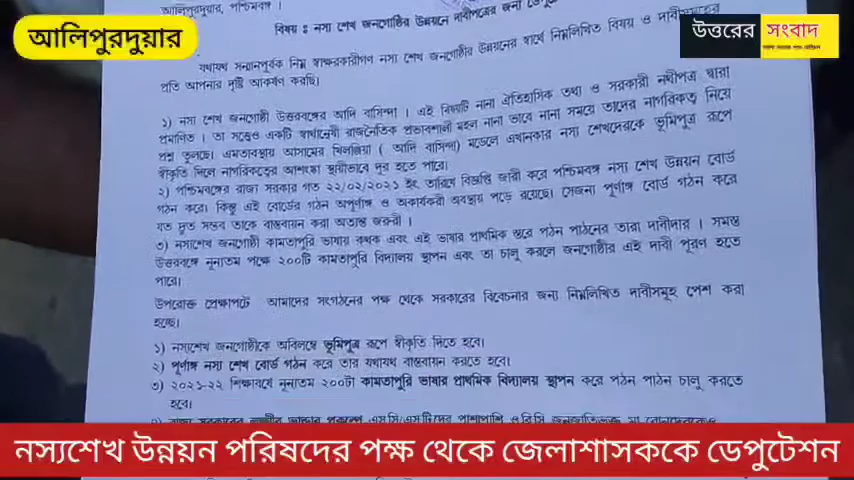 আলিপুরদুয়ার
উত্তরের সংবাদ
আলিপুরদুয়ার, পশ্চিমবঙ্গ ।
বিষয় ঃ নস্য শেখ জনগোষ্ঠির উন্নয়নে দাবীপত্রের জন্য
যথাযথ সন্মানপূর্বক নিম্ন স্বাক্ষরকারীগণ নস্য শেখ জনগোষ্ঠীর উন্নয়নের স্বার্থে নিম্নলিখিত বিষয় ও
প্রতি আপনার দৃষ্টি আকর্ষণ করছি।
১) নস্য শেখ জনগোষ্ঠী উত্তরবঙ্গের আদি বাসিন্দা । এই বিষয়টি নানা ঐতিহাসিক তথ্য ও সরকারী নথীপত্র দ্বারা
প্রমাণিত । তা সত্ত্বেও একটি স্বার্থান্বেষী রাজনৈতিক প্রভাবশালী মহল নানা ভাবে নানা সময়ে তাদের নাগরিকত্ব নিয়ে
প্রশ্ন তুলছে। এমতাবস্থায় আসামের খিলঞ্জিয়া ( আদি বাসিন্দা) মডেলে এখানকার নস্য শেখদেরকে ভূমিপুত্র রূপে
স্বীকৃতি দিলে নাগরিকত্বের আশংকা স্থায়ীভাবে দূর হতে পারে।
২) পশ্চিমবঙ্গের রাজ্য সরকার গত ২২/০২/২০২১ ইং তারিখে বিজ্ঞপ্তি জারী করে পশ্চিমবঙ্গ নস্য শেখ উন্নয়ন বোর্ড
গঠন করে। কিন্তু এই বোর্ডের গঠন অপূর্ণাঙ্গ ও অকার্যকরী অবস্থায় পড়ে রয়েছে। সেজন্য পূর্ণাঙ্গ বোর্ড গঠন করে
যত দ্রুত সম্ভব তাকে বাস্তবায়ন করা অত্যন্ত জরুরী ।
৩) নস্যশেখ জনগোষ্ঠী কামতাপুরি ভাষায় কথক এবং এই ভাষার প্রাথমিক স্তরে পঠন পাঠনের তারা দাবীদার । সমস্ত
উত্তরবঙ্গে নূন্যতম পক্ষে ২০০টি কামতাপুরি বিদ্যালয় স্থাপন এবং তা চালু করলে জনগোষ্ঠীর এই দাবী পূরণ হতে
পারে।
উপরোক্ত প্রেক্ষাপটে আমাদের সংগঠনের পক্ষ থেকে সরকারের বিবেচনার জন্য নিম্নলিখিত দাবীসমূহ পেশ করা
হচ্ছে।
১) নস্যশেখ জনগোষ্ঠীকে অবিলম্বে ভূমিপুত্র রূপে স্বীকৃতি দিতে হবে।
২) পূর্ণাঙ্গ নস্য শেখ বোর্ড গঠন করে তার যথাযথ বাস্তবায়ন করতে হবে।
৩) ২০২১-২২ শিক্ষাবর্ষে নূন্যতম ২০০টা কামতাপুরি ভাষার প্রাথমিক বিদ্যালয় স্থাপন করে পঠন পাঠন চালু করতে
হবে।
নস্যশেখ উন্নয়ন পরিষদের পক্ষ থেকে জেলাশাসককে ডেপুটেশন